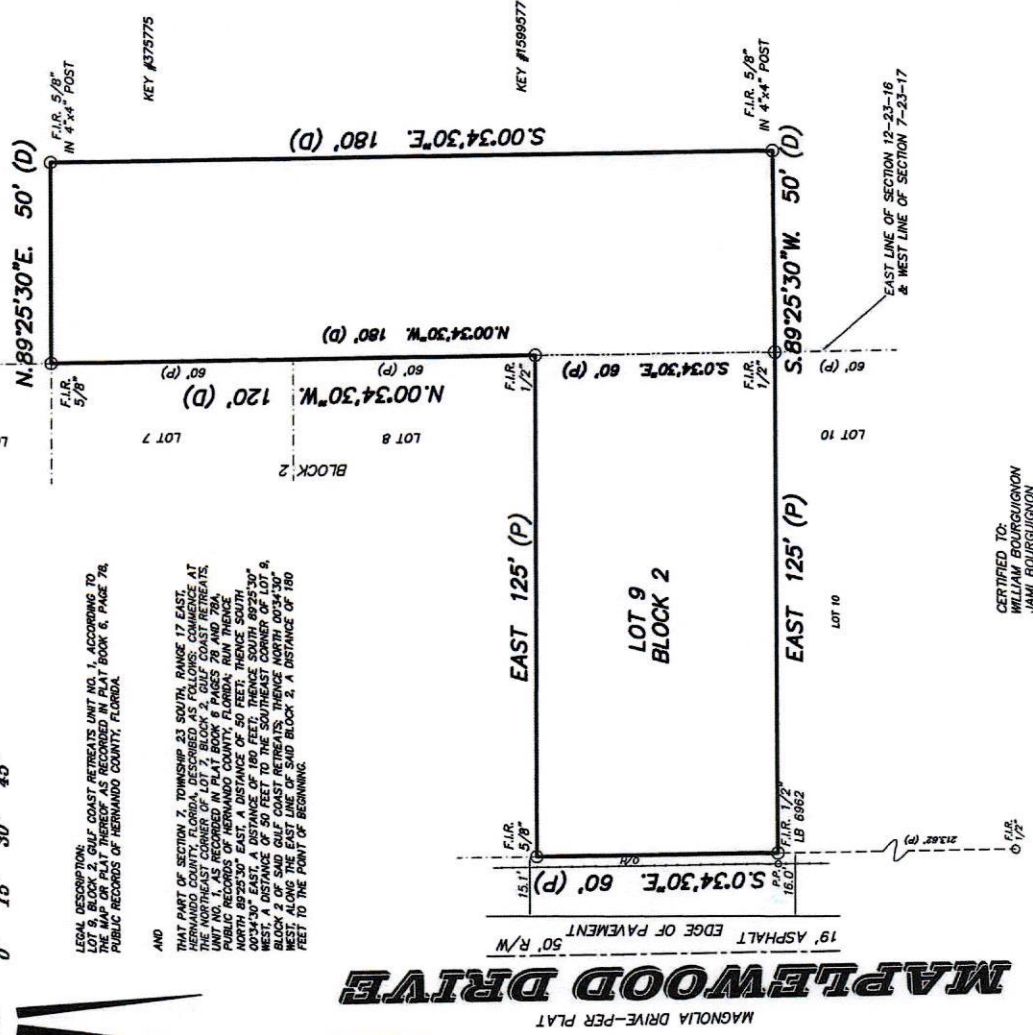 0' 15' 30' 45'
LEGAL DESCRIPTION:
LOT 9, BLOCK 2, GULF COAST RETREATS UNIT NO. 1, ACCORDING TO
THE MAP OR PLAT THEREOF AS RECORDED IN PLAT BOOK 6, PAGE 78,
PUBLIC RECORDS OF HERNANDO COUNTY, FLORIDA.
AND
THAT PART OF SECTION 7, TOWNSHIP 23 SOUTH, RANGE 17 EAST,
HERNANDO COUNTY, FLORIDA, DESCRIBED AS FOLLOWS: COMMENCE AT
THE NORTHEAST CORNER OF LOT 7, BLOCK 2, GULF COAST RETREATS,
UNIT NO. 1, AS RECORDED IN PLAT BOOK 6 PAGES 78 AND 78A,
PUBLIC RECORDS OF HERNANDO COUNTY, FLORIDA; RUN THENCE
NORTH 89°25'30" EAST, A DISTANCE OF 50 FEET; THENCE SOUTH
00°34'30" EAST, A DISTANCE OF 180 FEET; THENCE SOUTH 89°25'30"
WEST, A DISTANCE OF 50 FEET TO THE SOUTHEAST CORNER OF LOT 9,
BLOCK 2 OF SAID GULF COAST RETREATS; THENCE NORTH 00°34'30"
WEST, ALONG THE EAST LINE OF SAID BLOCK 2, A DISTANCE OF 180
FEET TO THE POINT OF BEGINNING.
N.89°25'30"E. 50' (D)
F.I.R. 5/8"
IN 4"x4" POST
KEY #375775
F.I.R.
5/8"
60' (P)
LOT 7
N.00°34'30"W. 120' (D)
N.00°34'30"W. 180' (D)
S.00°34'30"E. 180' (D)
BLOCK 2
60' (P)
LOT 8
KEY #1599577
F.I.R.
1/2"
S.0°34'30"E. 60' (P)
F.I.R.
1/2"
F.I.R. 5/8"
IN 4"x4" POST
S.89°25'30"W. 50' (D)
60' (P)
LOT 10
EAST LINE OF SECTION 12-23-16
& WEST LINE OF SECTION 7-23-17
EAST 125' (P)
LOT 9
BLOCK 2
EAST 125' (P)
LOT 10
F.I.R.
5/8"
15.1'
O/H
S.0°34'30"E. 60' (P)
P.P.
16.0'
F.I.R. 1/2"
LB 6962
213.62' (P)
F.I.R.
1/2"
19' ASPHALT
EDGE OF PAVEMENT
50' R/W
MAPLEWOOD DRIVE
MAGNOLIA DRIVE-PER PLAT
CERTIFIED TO:
WILLIAM BOURGUIGNON
JAMI BOURGUIGNON